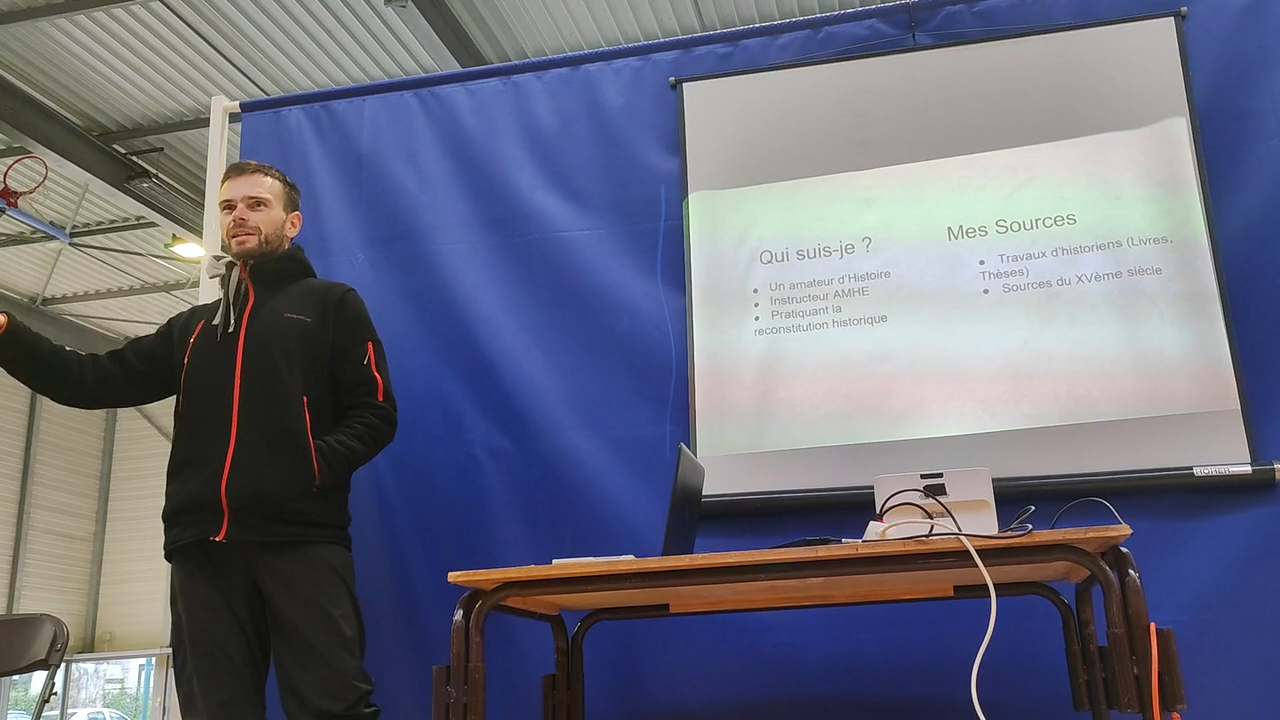 Qui suis-je ?
• Un amateur d'Histoire
• Instructeur AMHE
• Pratiquant la
reconstitution historique
Mes Sources
• Travaux d'historiens (Livres,
Thèses)
• Sources du XVème siècle